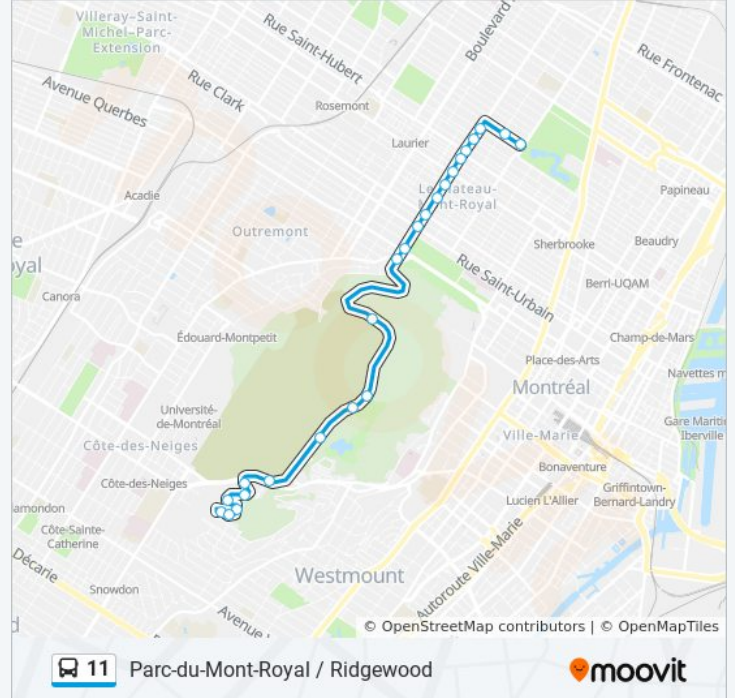 Villeray–Saint-
Michel–Parc-
Extension
Rue Saint-Hubert
Boulevard
Rue Frontenac
Avenue Querbes
Rue Clark
Rosemont
Laurier
Papineau
Acadie
Outremont
Sherbrooke
Beaudry
Rue Saint-Urbain
Berri-UQAM
Canora
Édouard-Montpetit
Champ-de-Mars
Place-des-Arts
Navettes m
Montréal
Université-
de-Montréal
Gare Mariti
Iberville
Ville-Marie
Côte-des-Neiges
Côte-des-Neiges
Bonaventure
Griffintown-
Bernard-Landry
Lucien L'Allier
amondon
Côte-Sainte-
Catherine
Décarie
Snowdon
Westmount
Autoroute Ville-Marie
Avenue
© OpenStreetMap contributors | © OpenMapTiles
11 Parc-du-Mont-Royal / Ridgewood
moovit